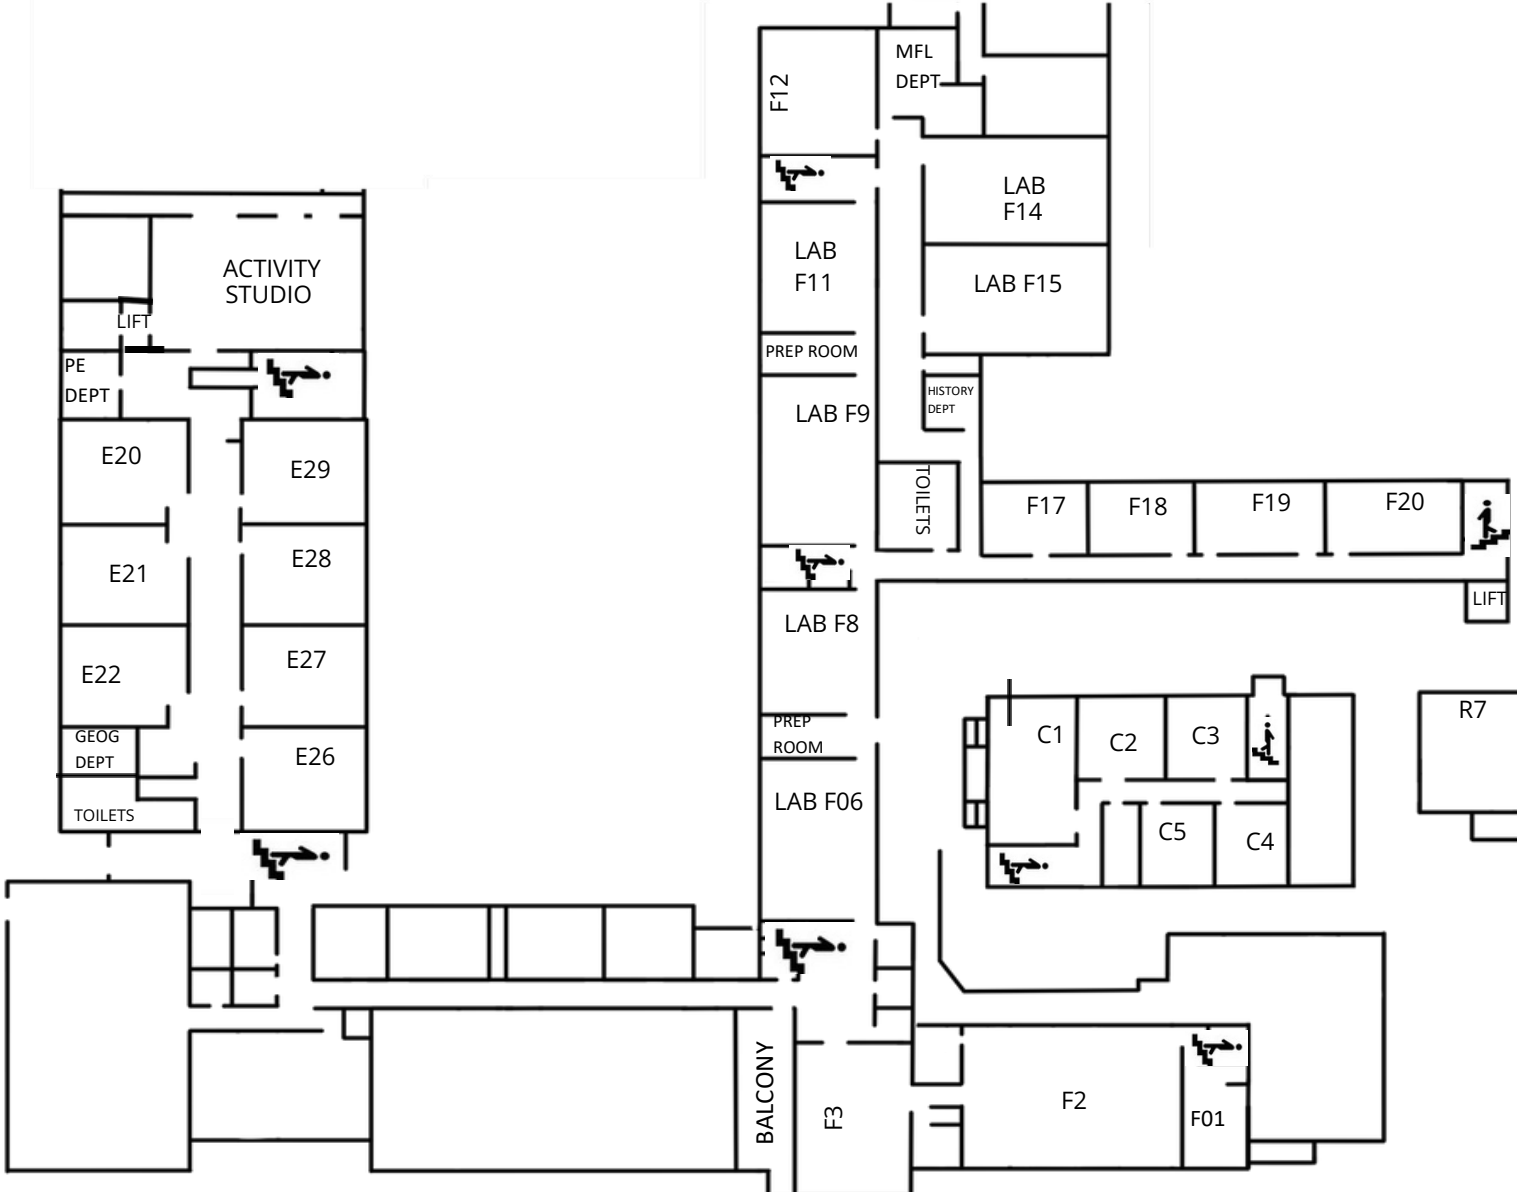 MFL
DEPT
F12
LAB
F14
LAB
F11
LAB F15
ACTIVITY
STUDIO
LIFT
PE
DEPT
PREP ROOM
HISTORY
DEPT
LAB F9
E20
E29
TOILETS
F17
F18
F19
F20
E21
E28
LIFT
LAB F8
E22
E27
PREP
ROOM
C1
C2
C3
R7
GEOG
DEPT
E26
LAB F06
TOILETS
C5
C4
BALCONY
F3
F2
F01